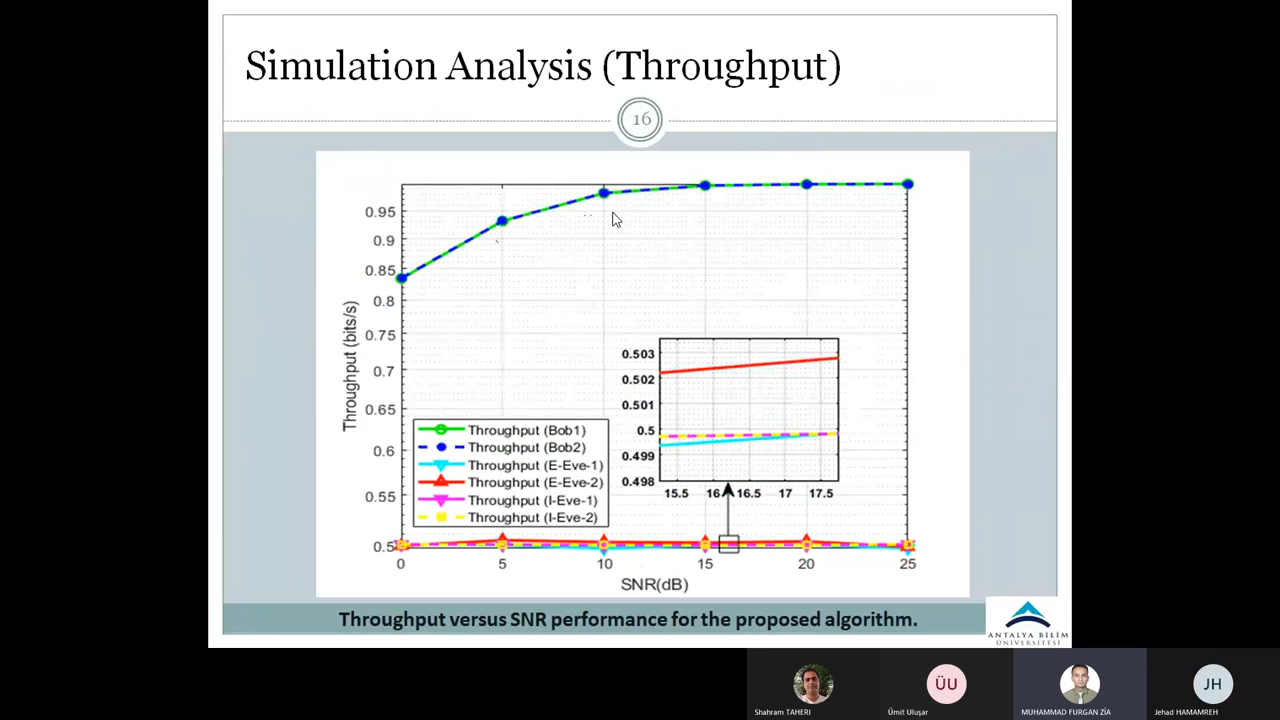 Simulation Analysis (Throughput)
16
0.95
0.9
0.85
0.8
0.75
0.7
0.65
0.6
0.55
0.5
Throughput (bits/s)
Throughput (Bob1)
Throughput (Bob2)
Throughput (E-Eve-1)
Throughput (E-Eve-2)
Throughput (I-Eve-1)
Throughput (I-Eve-2)
0.503
0.502
0.501
0.5
0.499
0.498
15.5 16 16.5 17 17.5
0 5 10 15 20 25
SNR(dB)
Throughput versus SNR performance for the proposed algorithm.
ANTALYA BİLİM
ÜNİVERSİTESİ
ÜU
JH
Shahram TAHERI
Ümit Uluşar
MUHAMMAD FURGAN ZİA
Jehad HAMAMREH